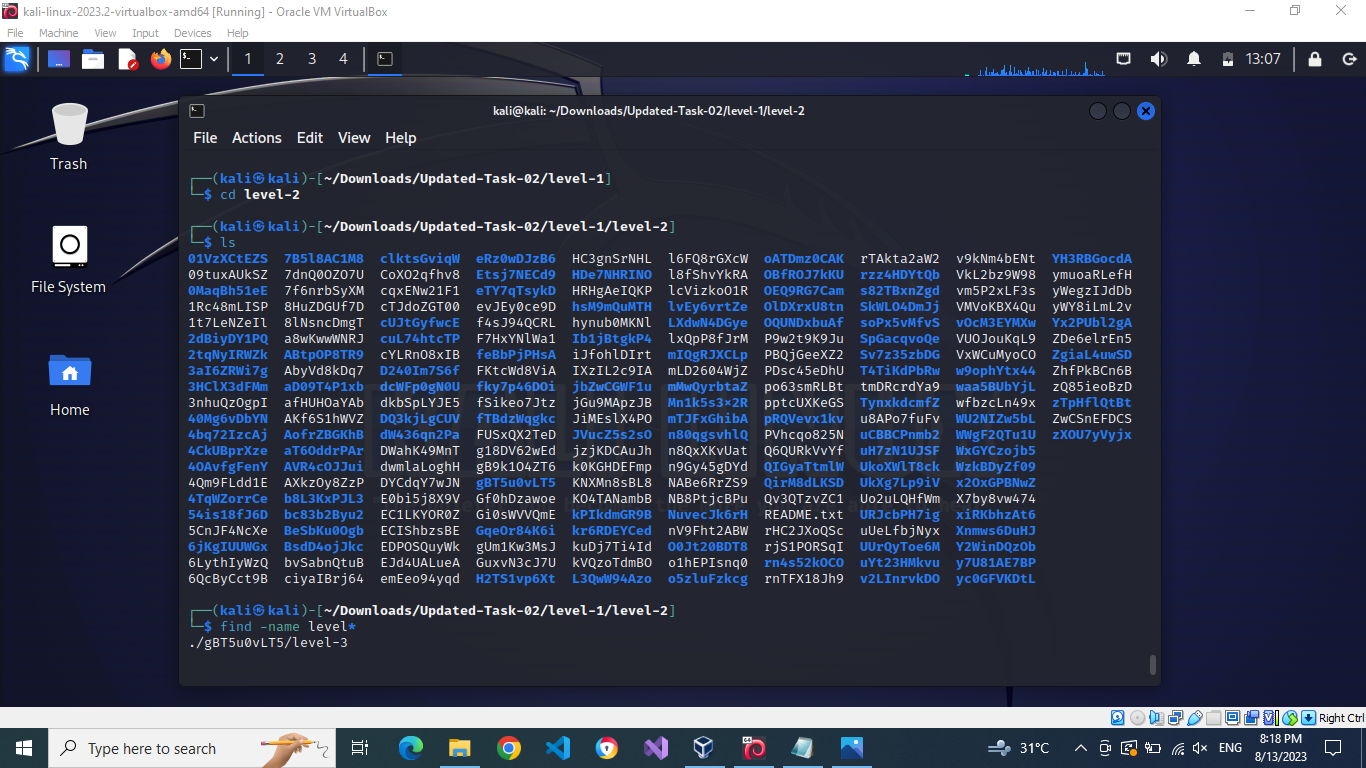 kali-linux-2023.2-virtualbox-amd64 [Running] - Oracle VM VirtualBox
File Machine View Input Devices Help
1 2 3 4 13:07
kali@kali: ~/Downloads/Updated-Task-02/level-1/level-2
File Actions Edit View Help
Trash
File System
Home
┌──(kali㉿kali)-[~/Downloads/Updated-Task-02/level-1]
└─$ cd level-2
┌──(kali㉿kali)-[~/Downloads/Updated-Task-02/level-1/level-2]
└─$ ls
01VzXCtEZS 7B5l8AC1M8 clktsGviqW eRz0wDJzB6 HC3gnSrNHL l6FQ8rGXcW oATDmz0CAK rTAkta2aW2 v9kNm4bENt YH3RBGocdA
09tuxAUkSZ 7dnQ0OZO7U CoXO2qfhv8 Etsj7NECd9 HDe7NHRINO l8fShvYkRA OBfROJ7kKU rzz4HDYtQb VkL2bz9W98 ymuoaRLefH
0MaqBh51eE 7f6nrbSyXM cqxENw21F1 eTY7qTsykD HRHgAeIQKP lcVizkoO1R OEQ9RG7Cam s82TBxnZgd vm5P2xLF3s yWegzIJdDb
1Rc48mLISP 8HuZDGUf7D cTJdoZGT00 evJEy0ce9D hsM9mQuMTH lvEy6vrtZe OlDXrxU8tn SkWLO4DmJj VMVoKBX4Qu yWY8iLmL2v
1t7LeNZeIl 8lNsncDmgT cUJtGyfwcE f4sJ94QCRL hynub0MKNl LXdwN4DGye OQUNDxbuAf soPx5vMfvS vOcM3EYMXw Yx2PUbl2gA
2dBiyDY1PQ a8wKwwWNRJ cuL74htcTP F7HxYNlWa1 Ib1jBtgkP4 lxQpP8fJrM P9w2t9K9Ju SpGacqvoQe VUOJouKqL9 ZDe6elrEn5
2tqNyIRWZk ABtpOP8TR9 cYLRnO8xIB feBbPjPHsA iJfohlDIrt mIQgRJXCLp PBQjGeeXZ2 Sv7z35zbDG VxWCuMyoCO ZgiaL4uwSD
3aI6ZRWi7g AbyVd8kDq7 D240Im7S6f FKtcWd8ViA IXzIL2c9IA mLD2604WjZ PDsc45eDhU T4TiKdPbRw w9ophYtx44 ZhfPkBCn6B
3HClX3dFMm aD09T4P1xb dcWFp0gN0U fky7p46DOi jbZwCGWF1u mMwQyrbtaZ po63smRLBt tmDRcrdYa9 waa5BUbYjL zQ85ieoBzD
3nhuQzOgpI afHUHOaYAb dkbSpLYJE5 fSikeo7Jtz jGu9MApzJB Mn1k5s3×2R pptcUXKeGS TynxkdcmfZ wfbzcLn49x zTpHflQtBt
40Mg6vDbYN AKf6S1hWVZ DQ3kjLgCUV fTBdzWqgkc JiMEslX4PO mTJFxGhibA pRQVevx1kv u8APo7fuFv WU2NIZw5bL ZwCSnEFDCS
4bq72IzcAj AofrZBGKhB dW436qn2Pa FUSxQX2TeD JVucZ5s2sO n80qgsvhlQ PVhcqo825N uCBBCPnmb2 WWgF2QTu1U zXOU7yVyjx
4CkUBprXze aT6OddrPAr DWahK49MnT g18DV62wEd jzjKDCAuJh n8QxXKvUat Q6QURkVvYf uH7zN1UJSF WxGYCzojb5
4OAvfgFenY AVR4cOJJui dwmlaLoghH gB9k1O4ZT6 k0KGHDEFmp n9Gy45gDYd QIGyaTtmlW UkoXWlT8ck WzkBDyZf09
4Qm9FLdd1E AXkzOy8ZzP DYCdqY7wJN gBT5u0vLT5 KNXMn8sBL8 NABe6RrZS9 QirM8dLKSD UkXg7Lp9iV x2OxGPBNwZ
4TqWZorrCe b8L3KxPJL3 E0bi5j8X9V Gf0hDzawoe KO4TANambB NB8PtjcBPu Qv3QTzvZC1 Uo2uLQHfWm X7by8vw474
54is18fJ6D bc83b2Byu2 EC1LKYOR0Z Gi0sWVVQmE kPIkdmGR9B NuvecJk6rH README.txt URJcbPH7ig xiRKbhzAt6
5CnJF4NcXe BeSbKu0Ogb ECIShbzsBE GqeOr84K6i kr6RDEYCed nV9Fht2ABW rHC2JXoQSc uUeLfbjNyx Xnmws6DuHJ
6jKgIUUWGx BsdD4ojJkc EDPOSQuyWk gUm1Kw3MsJ kuDj7Ti4Id O0Jt20BDT8 rjS1PORSqI UUrQyToe6M Y2WinDQzOb
6LythIyWzQ bvSabnQtuB EJd4UALueA GuxvN3cJ7U kVQzoTdmBO o1hEPIsnq0 rn4s52kOCO uYt23HMkvu y7U81AE7BP
6QcByCct9B ciyaIBrj64 emEeo94yqd H2TS1vp6Xt L3QwW94Azo o5zluFzkcg rnTFX18Jh9 v2LInrvkDO yc0GFVKDtL
┌──(kali㉿kali)-[~/Downloads/Updated-Task-02/level-1/level-2]
└─$ find -name level*
./gBT5u0vLT5/level-3
Right Ctrl
Type here to search
31°C ENG 8:18 PM
8/13/2023